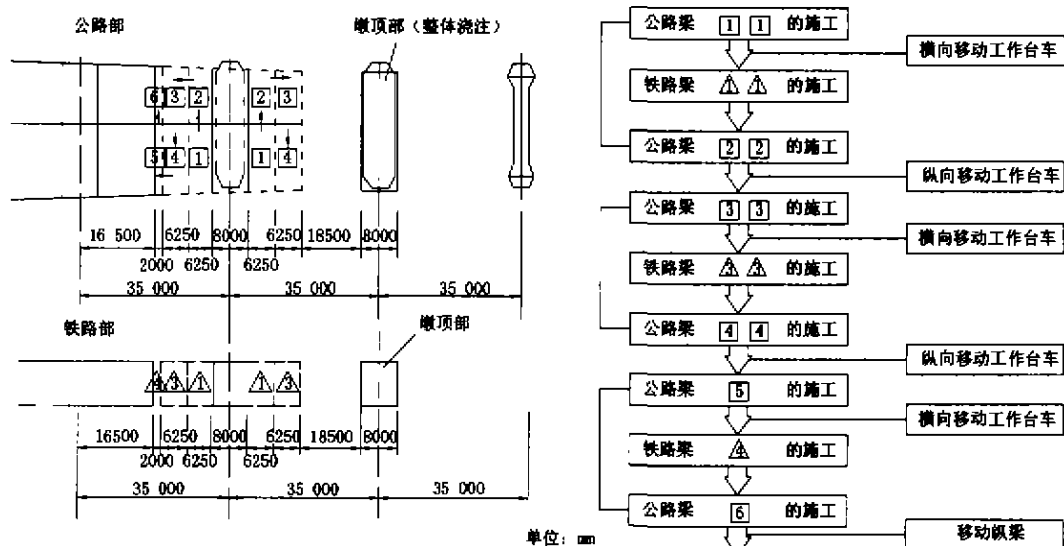 公路部
墩顶部（整体浇注）
6 3 2 2 3
5 4 1 1 4
16 500 6250 8000 6250 18500 8000
2000 6250 6250
35 000 35 000 35 000
铁路部
墩顶部
4 3 1 1 3
16500 6250 8000 6250 18500 8000
2000 6250 6250
35 000 35 000 35 000
单位：mm
公路梁 1 1 的施工
横向移动工作台车
铁路梁 1 1 的施工
公路梁 2 2 的施工
纵向移动工作台车
公路梁 3 3 的施工
横向移动工作台车
铁路梁 3 3 的施工
公路梁 4 4 的施工
纵向移动工作台车
公路梁 5 的施工
横向移动工作台车
铁路梁 4 的施工
公路梁 6 的施工
移动纵梁